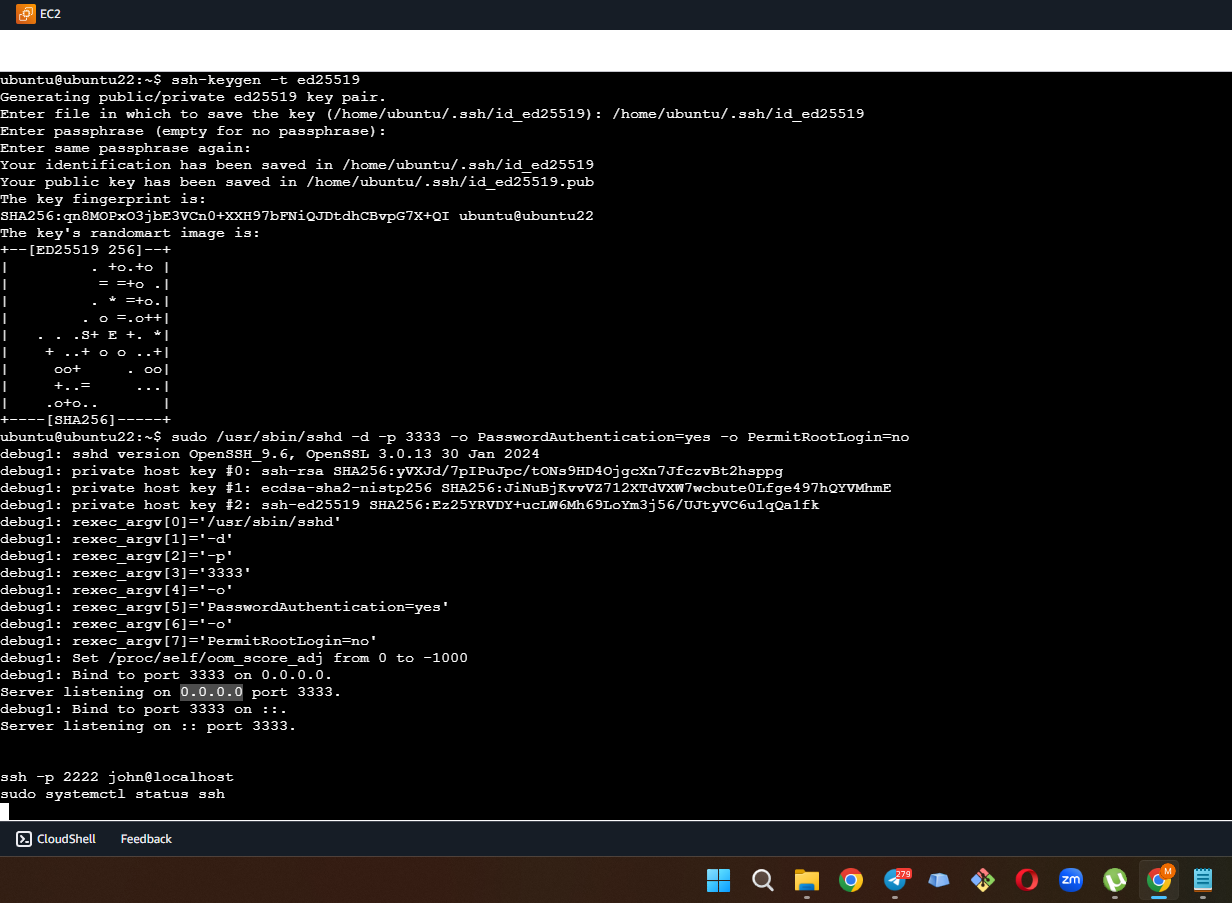 EC2
ubuntu@ubuntu22:~$ ssh-keygen -t ed25519
Generating public/private ed25519 key pair.
Enter file in which to save the key (/home/ubuntu/.ssh/id_ed25519): /home/ubuntu/.ssh/id_ed25519
Enter passphrase (empty for no passphrase):
Enter same passphrase again:
Your identification has been saved in /home/ubuntu/.ssh/id_ed25519
Your public key has been saved in /home/ubuntu/.ssh/id_ed25519.pub
The key fingerprint is:
SHA256:qn8MOPxO3jbE3VCn0+XXH97bFNiQJDtdhCBvpG7X+QI ubuntu@ubuntu22
The key's randomart image is:
+--[ED25519 256]--+
|          . +o.+o |
|           = =+o .|
|          . * =+o.|
|         . o =.o++|
|    . . .S+ E +. *|
|     + ..+ o o ..+|
|      oo+     . oo|
|      +..=     ...|
|     .o+o..       |
+----[SHA256]-----+
ubuntu@ubuntu22:~$ sudo /usr/sbin/sshd -d -p 3333 -o PasswordAuthentication=yes -o PermitRootLogin=no
debug1: sshd version OpenSSH_9.6, OpenSSL 3.0.13 30 Jan 2024
debug1: private host key #0: ssh-rsa SHA256:yVXJd/7pIPuJpc/tONs9HD4OjgcXn7JfczvBt2hsppg
debug1: private host key #1: ecdsa-sha2-nistp256 SHA256:JiNuBjKvvVZ712XTdVXW7wcbute0Lfge497hQYVMhmE
debug1: private host key #2: ssh-ed25519 SHA256:Ez25YRVDY+ucLW6Mh69LoYm3j56/UJtyVC6u1qQa1fk
debug1: rexec_argv[0]='/usr/sbin/sshd'
debug1: rexec_argv[1]='-d'
debug1: rexec_argv[2]='-p'
debug1: rexec_argv[3]='3333'
debug1: rexec_argv[4]='-o'
debug1: rexec_argv[5]='PasswordAuthentication=yes'
debug1: rexec_argv[6]='-o'
debug1: rexec_argv[7]='PermitRootLogin=no'
debug1: Set /proc/self/oom_score_adj from 0 to -1000
debug1: Bind to port 3333 on 0.0.0.0.
Server listening on 0.0.0.0 port 3333.
debug1: Bind to port 3333 on ::.
Server listening on :: port 3333.
ssh -p 2222 john@localhost
sudo systemctl status ssh
CloudShell Feedback
279 zm M